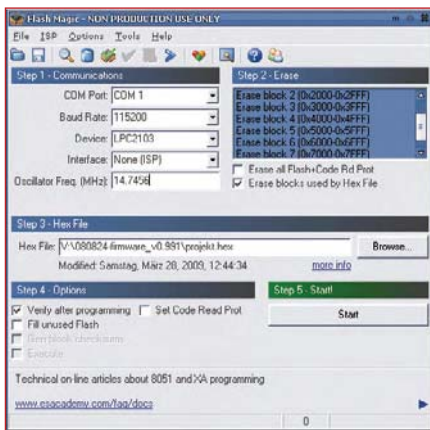 Flash Magic - NON PRODUCTION USE ONLY
File ISP Options Tools Help
Step 1 - Communications
COM Port: COM 1
Baud Rate: 115200
Device: LPC2103
Interface: None (ISP)
Oscillator Freq. (MHz): 14.7456
Step 2 - Erase
Erase block 2 (0x2000-0x2FFF)
Erase block 3 (0x3000-0x3FFF)
Erase block 4 (0x4000-0x4FFF)
Erase block 5 (0x5000-0x5FFF)
Erase block 6 (0x6000-0x6FFF)
Erase block 7 (0x7000-0x7FFF)
Erase all Flash+Code Rd Prot
Erase blocks used by Hex File
Step 3 - Hex File
Hex File: V:\080824-firmware_v0.991\projekt.hex Browse...
Modified: Samstag, März 28, 2009, 12:44:34 more info
Step 4 - Options
Verify after programming Set Code Read Prot
Fill unused Flash
Gen block checksums
Execute
Step 5 - Start!
Start
Technical on-line articles about 8051 and XA programming
www.esacademy.com/faq/docs
0